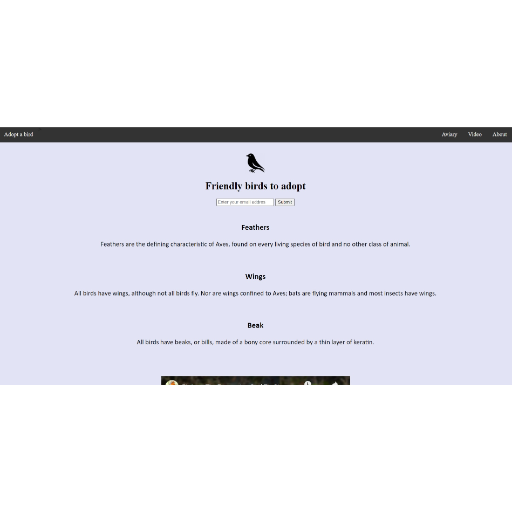 Adopt a bird
Aviary Video About
Friendly birds to adopt
Enter your email addres Submit
Feathers
Feathers are the defining characteristic of Aves, found on every living species of bird and no other class of animal.
Wings
All birds have wings, although not all birds fly. Nor are wings confined to Aves; bats are flying mammals and most insects have wings.
Beak
All birds have beaks, or bills, made of a bony core surrounded by a thin layer of keratin.